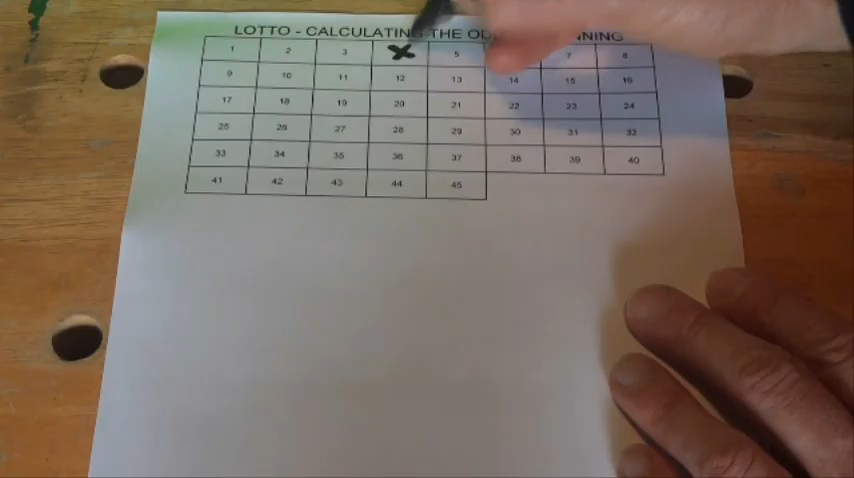 LOTTO - CALCULATING THE NING
1 2 3 X 5 7 8
9 10 11 12 13 14 15 16
17 18 19 20 21 22 23 24
25 26 27 28 29 30 31 32
33 34 35 36 37 38 39 40
41 42 43 44 45